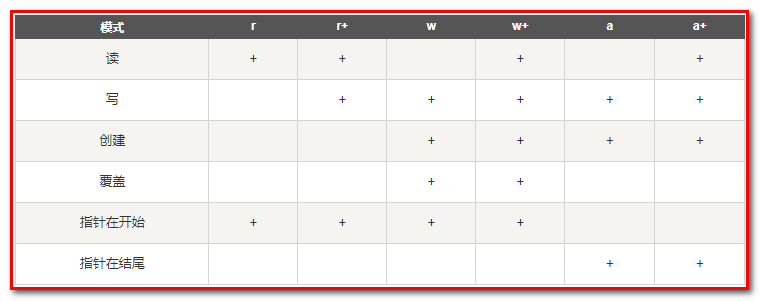 模式 r r+ w w+ a a+
读 + + + +
写 + + + + +
创建 + + + +
覆盖 + +
指针在开始 + + + +
指针在结尾 + +